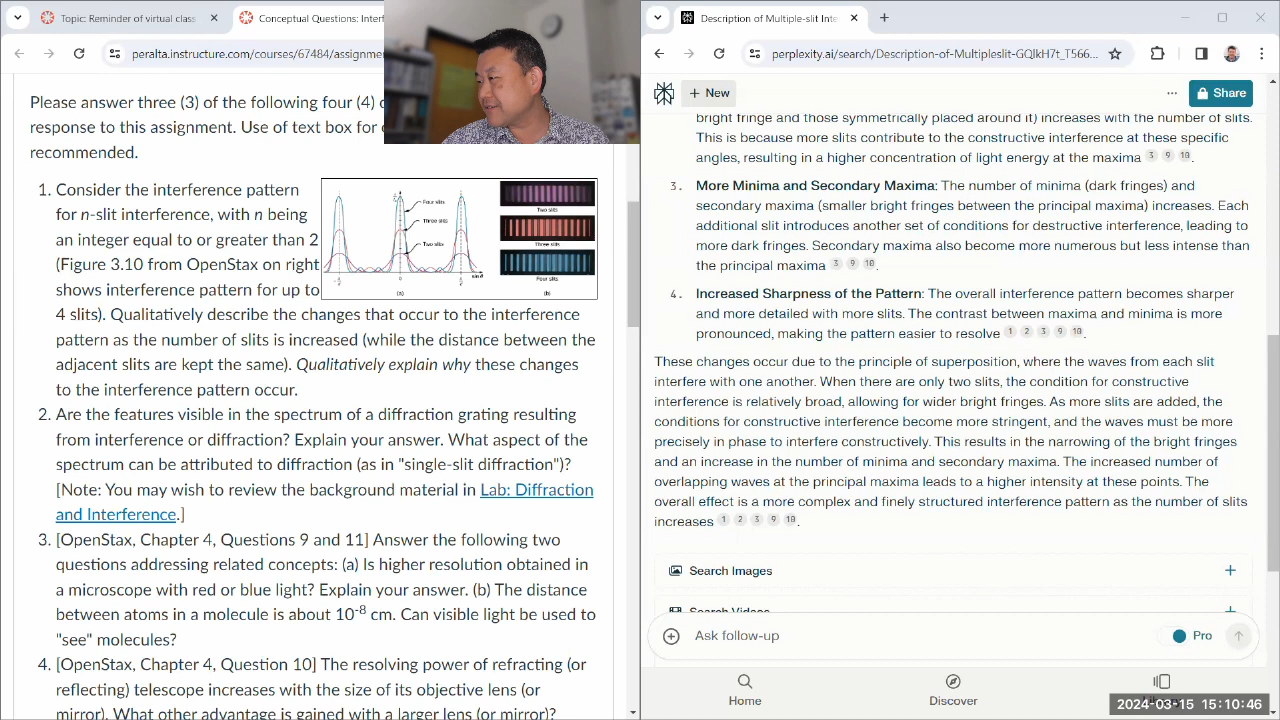 Topic: Reminder of virtual class
Conceptual Questions: Inter
peralta.instructure.com/courses/67484/assignme
Please answer three (3) of the following four (4)
response to this assignment. Use of text box for
recommended.
1. Consider the interference pattern
for n-slit interference, with n being
an integer equal to or greater than 2
(Figure 3.10 from OpenStax on right
shows interference pattern for up to
4 slits). Qualitatively describe the changes that occur to the interference
pattern as the number of slits is increased (while the distance between the
adjacent slits are kept the same). Qualitatively explain why these changes
to the interference pattern occur.
Four slits
Three slits
Two slits
0
sin θ
(a)
Two slits
Three slits
Four slits
(b)
2. Are the features visible in the spectrum of a diffraction grating resulting
from interference or diffraction? Explain your answer. What aspect of the
spectrum can be attributed to diffraction (as in "single-slit diffraction")?
[Note: You may wish to review the background material in Lab: Diffraction
and Interference.]
3. [OpenStax, Chapter 4, Questions 9 and 11] Answer the following two
questions addressing related concepts: (a) Is higher resolution obtained in
a microscope with red or blue light? Explain your answer. (b) The distance
between atoms in a molecule is about 10⁻⁸ cm. Can visible light be used to
"see" molecules?
4. [OpenStax, Chapter 4, Question 10] The resolving power of refracting (or
reflecting) telescope increases with the size of its objective lens (or
mirror). What other advantage is gained with a larger lens (or mirror)?
Description of Multiple-slit Inte
perplexity.ai/search/Description-of-Multipleslit-GQlkH7t_T56...
New
Share
bright fringe and those symmetrically placed around it) increases with the number of slits.
This is because more slits contribute to the constructive interference at these specific
angles, resulting in a higher concentration of light energy at the maxima 3 9 10.
3. More Minima and Secondary Maxima: The number of minima (dark fringes) and
secondary maxima (smaller bright fringes between the principal maxima) increases. Each
additional slit introduces another set of conditions for destructive interference, leading to
more dark fringes. Secondary maxima also become more numerous but less intense than
the principal maxima 3 9 10.
4. Increased Sharpness of the Pattern: The overall interference pattern becomes sharper
and more detailed with more slits. The contrast between maxima and minima is more
pronounced, making the pattern easier to resolve 1 2 3 9 10.
These changes occur due to the principle of superposition, where the waves from each slit
interfere with one another. When there are only two slits, the condition for constructive
interference is relatively broad, allowing for wider bright fringes. As more slits are added, the
conditions for constructive interference become more stringent, and the waves must be more
precisely in phase to interfere constructively. This results in the narrowing of the bright fringes
and an increase in the number of minima and secondary maxima. The increased number of
overlapping waves at the principal maxima leads to a higher intensity at these points. The
overall effect is a more complex and finely structured interference pattern as the number of slits
increases 1 2 3 9 10.
Search Images
Search Videos
Ask follow-up
Pro
Home
Discover
2024-03-15 15:10:46